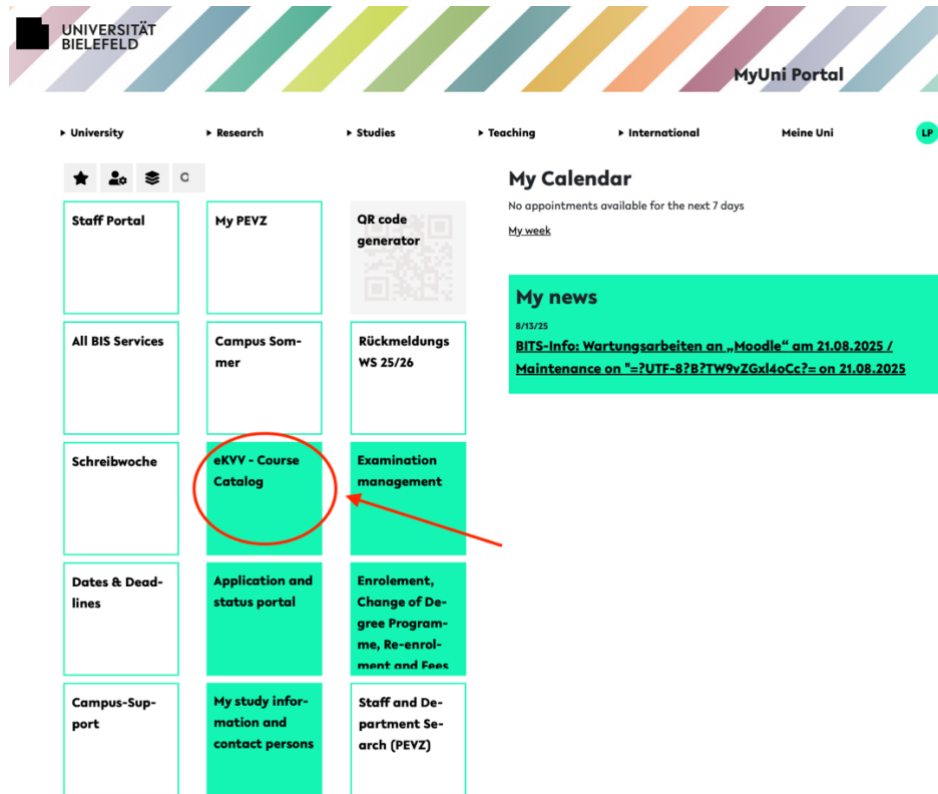 UNIVERSITÄT
BIELEFELD
MyUni Portal
University
Research
Studies
Teaching
International
Meine Uni
LP
C
Staff Portal
My PEVZ
QR code
generator
All BIS Services
Campus Som-
mer
Rückmeldungs
WS 25/26
Schreibwoche
eKVV - Course
Catalog
Examination
management
Dates & Dead-
lines
Application and
status portal
Enrolement,
Change of De-
gree Program-
me, Re-enrol-
ment and Fees
Campus-Sup-
port
My study infor-
mation and
contact persons
Staff and De-
partment Se-
arch (PEVZ)
My Calendar
No appointments available for the next 7 days
My week
My news
8/13/25
BITS-Info: Wartungsarbeiten an „Moodle“ am 21.08.2025 /
Maintenance on "=?UTF-8?B?TW9vZGxl4oCc?= on 21.08.2025